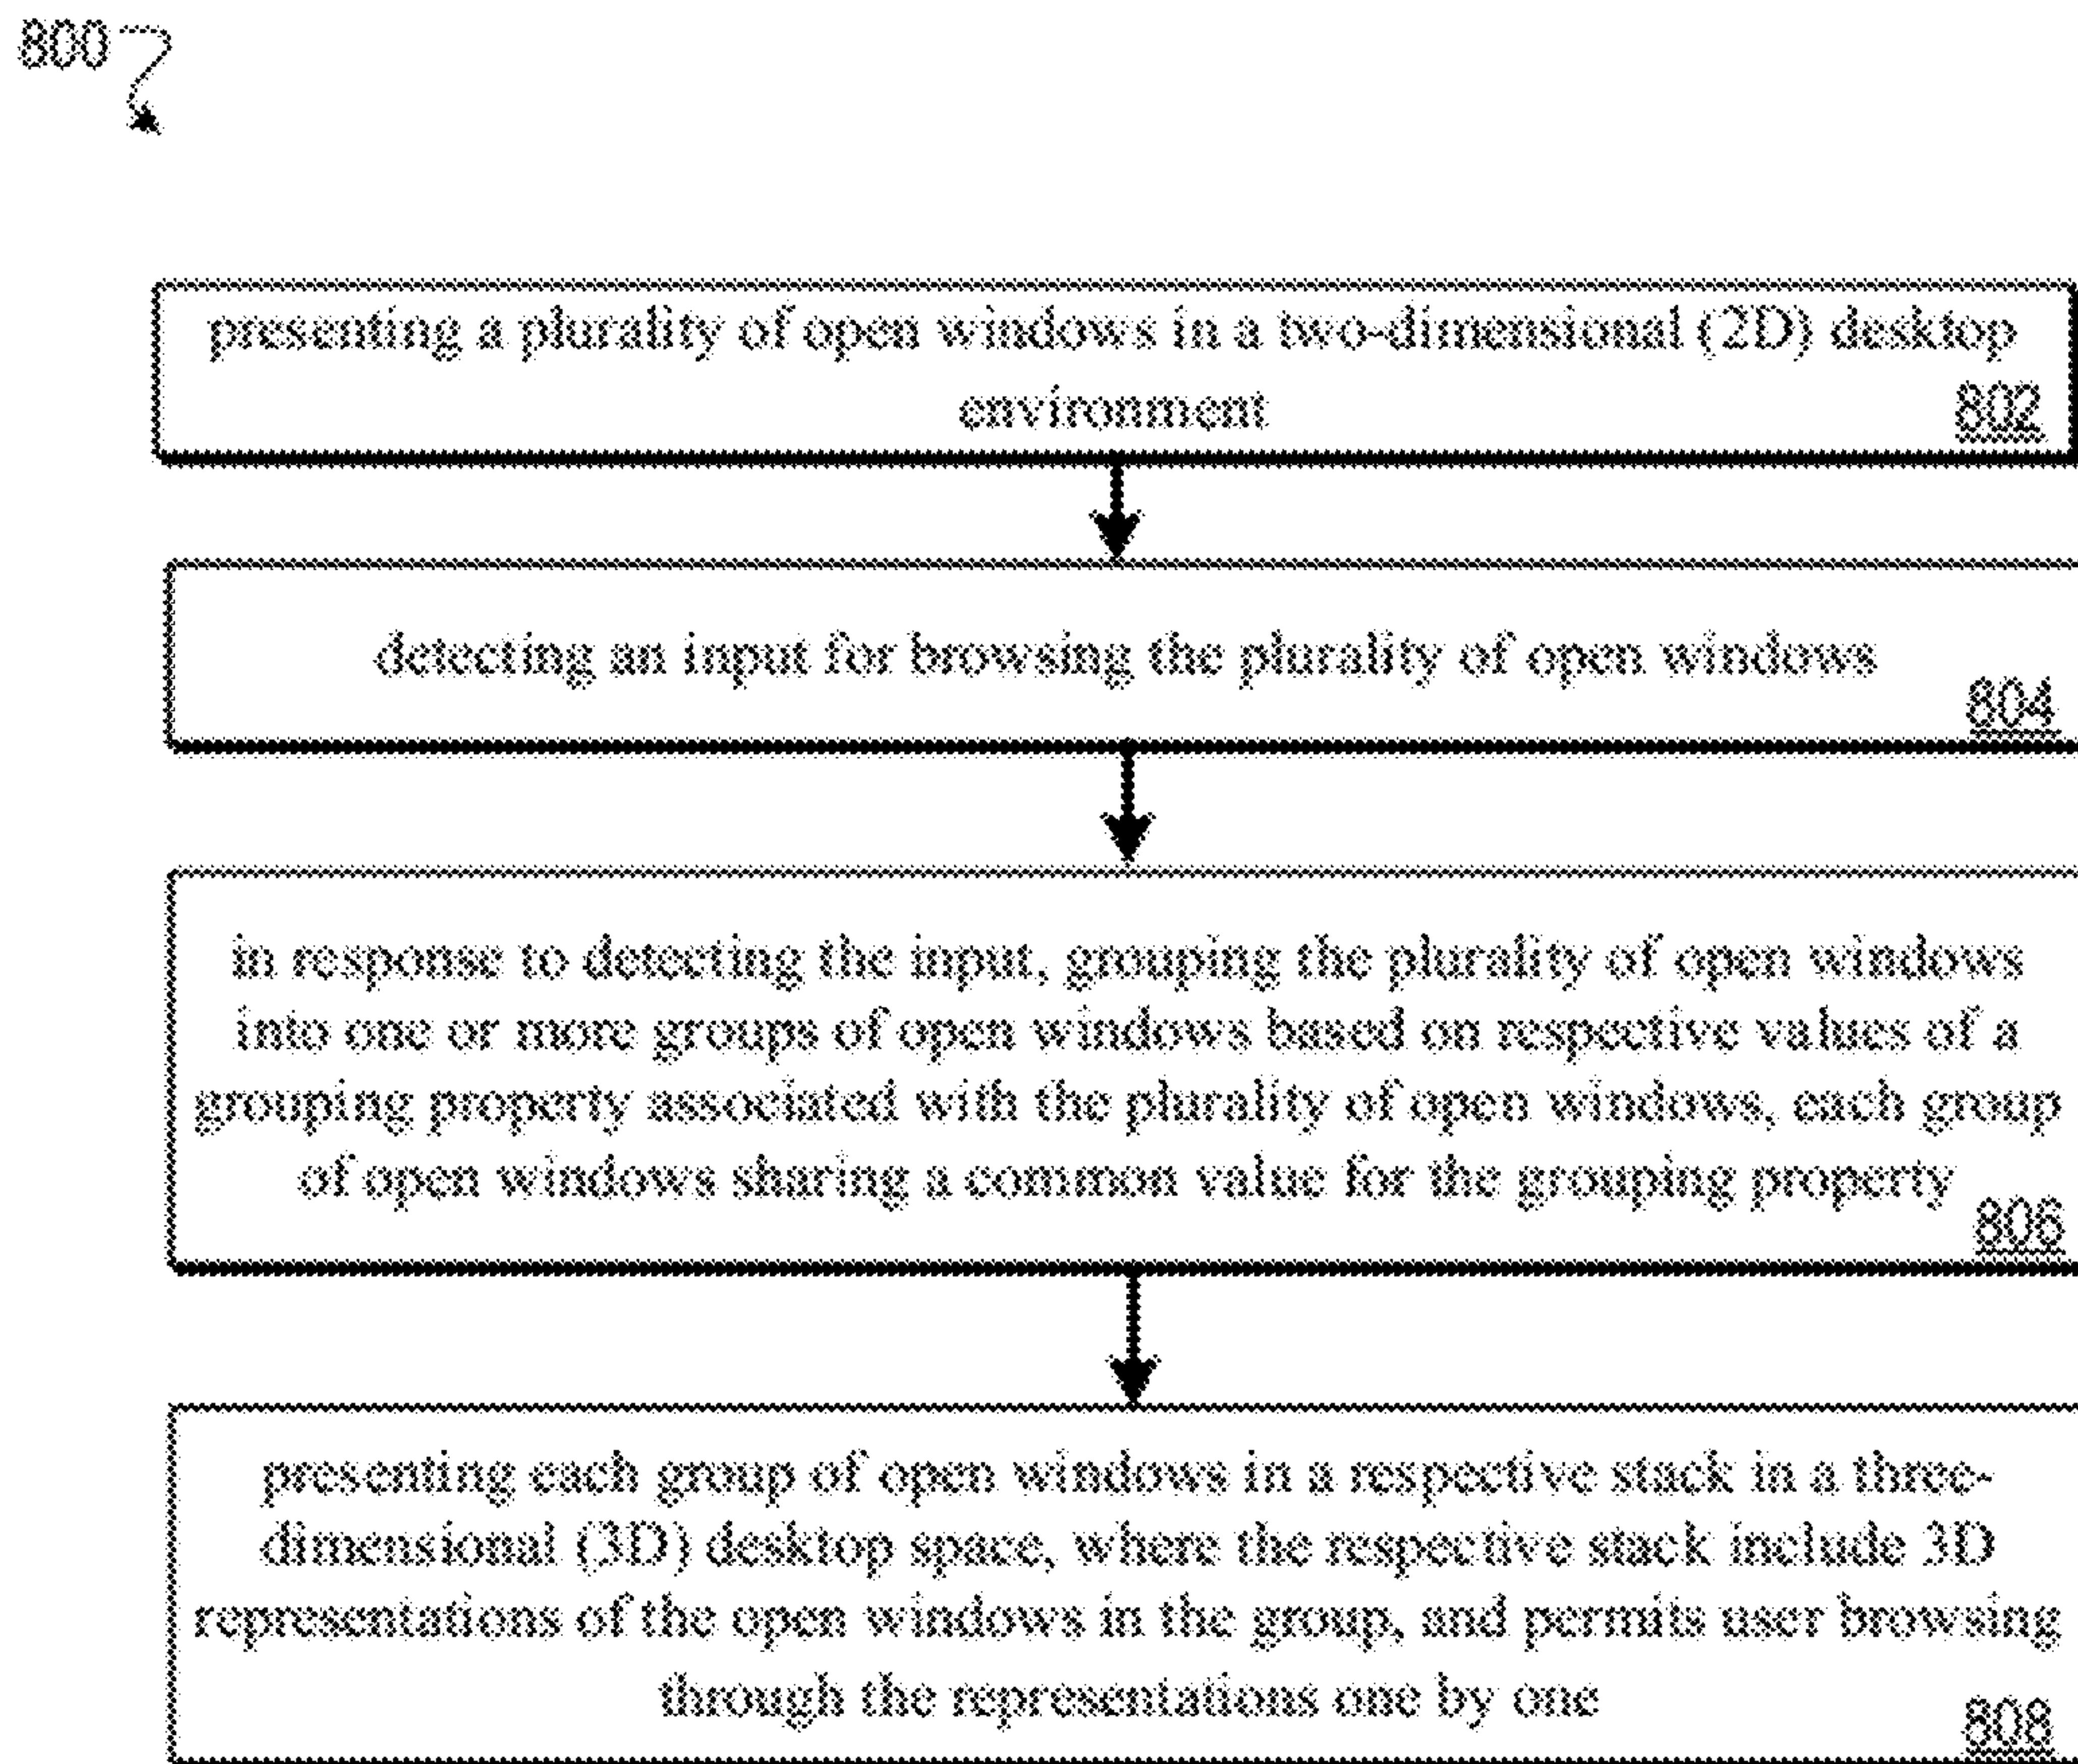 800
presenting a plurality of open windows in a two-dimensional (2D) desktop
environment
802
detecting an input for browsing the plurality of open windows
804
in response to detecting the input, grouping the plurality of open windows
into one or more groups of open windows based on respective values of a
grouping property associated with the plurality of open windows, each group
of open windows sharing a common value for the grouping property
806
presenting each group of open windows in a respective stack in a three-
dimensional (3D) desktop space, where the respective stack include 3D
representations of the open windows in the group, and permits user browsing
through the representations one by one
808